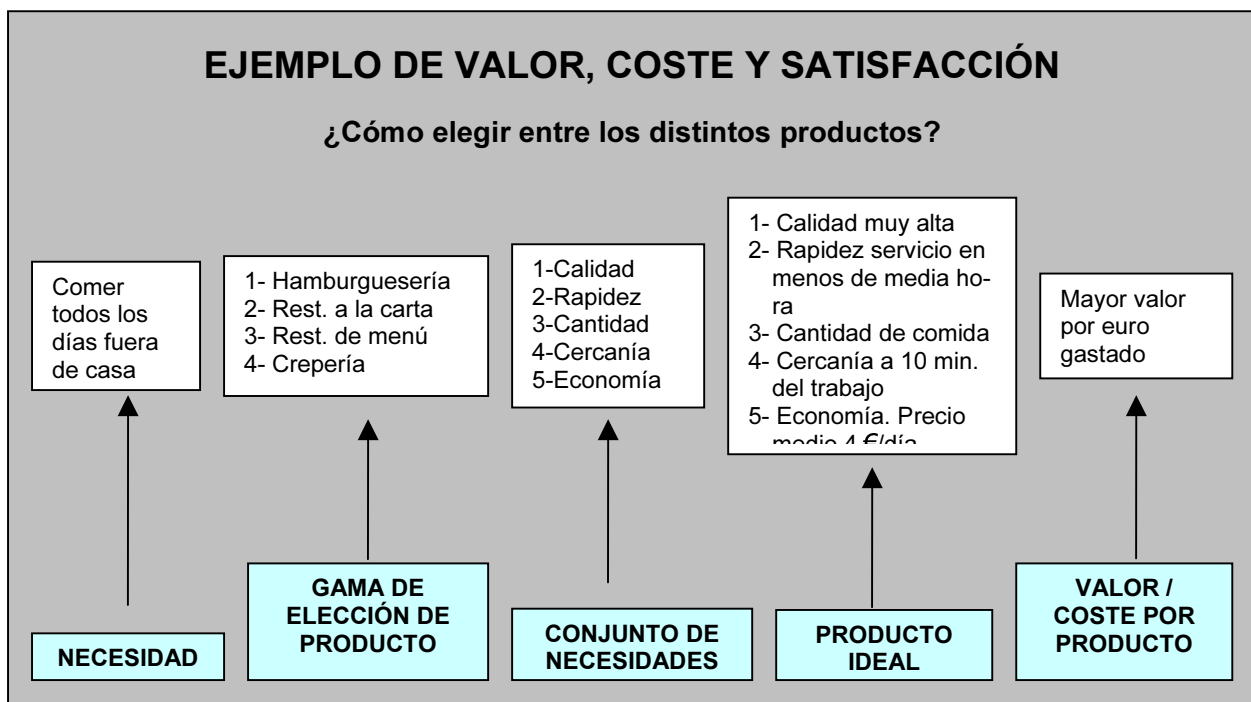 EJEMPLO DE VALOR, COSTE Y SATISFACCIÓN
¿Cómo elegir entre los distintos productos?
Comer
todos los
días fuera
de casa
1- Hamburguesería
2- Rest. a la carta
3- Rest. de menú
4- Crepería
1-Calidad
2-Rapidez
3-Cantidad
4-Cercanía
5-Economía
1- Calidad muy alta
2- Rapidez servicio en
menos de media ho-
ra
3- Cantidad de comida
4- Cercanía a 10 min.
del trabajo
5- Economía. Precio
medio 4 €/día
Mayor valor
por euro
gastado
NECESIDAD
GAMA DE
ELECCIÓN DE
PRODUCTO
CONJUNTO DE
NECESIDADES
PRODUCTO
IDEAL
VALOR /
COSTE POR
PRODUCTO